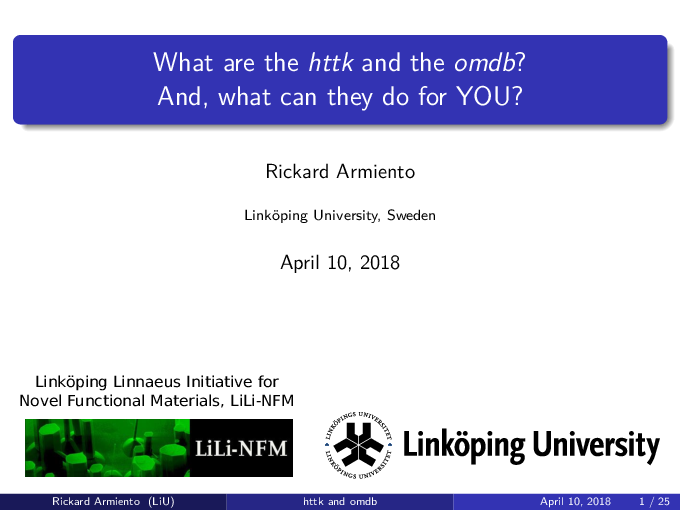 What are the httk and the omdb?
And, what can they do for YOU?
Rickard Armiento
Linköping University, Sweden
April 10, 2018
Linköping Linnaeus Initiative for
Novel Functional Materials, LiLi-NFM
LiLi-NFM
LINKÖPINGS UNIVERSITET
LINKÖPINGS UNIVERSITET
Linköping University
Rickard Armiento (LiU)
httk and omdb
April 10, 2018
1 / 25